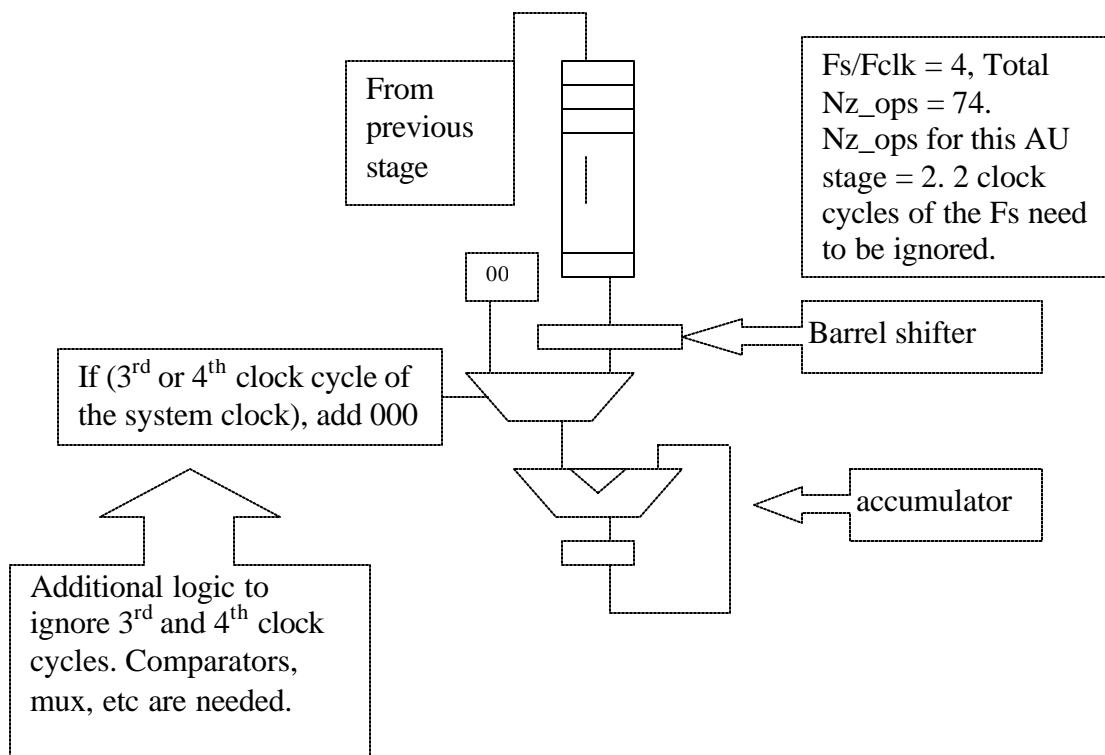 From
previous
stage
Fs/Fclk = 4, Total
Nz_ops = 74.
Nz_ops for this AU
stage = 2. 2 clock
cycles of the Fs need
to be ignored.
00
Barrel shifter
If (3rd or 4th clock cycle of
the system clock), add 000
accumulator
Additional logic to
ignore 3rd and 4th clock
cycles. Comparators,
mux, etc are needed.